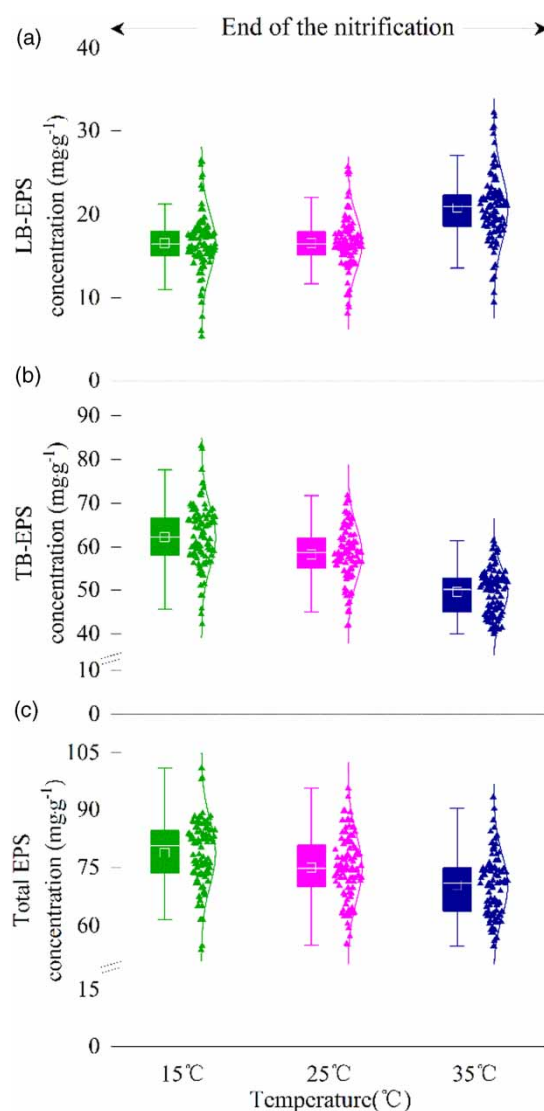 (a)
End of the nitrification
LB-EPS
concentration (mg·g⁻¹)
40
30
20
10
0
(b)
TB-EPS
concentration (mg·g⁻¹)
90
80
70
60
50
40
10
0
(c)
Total EPS
concentration (mg·g⁻¹)
105
90
75
60
15
0
15℃ 25℃ 35℃
Temperature(℃)